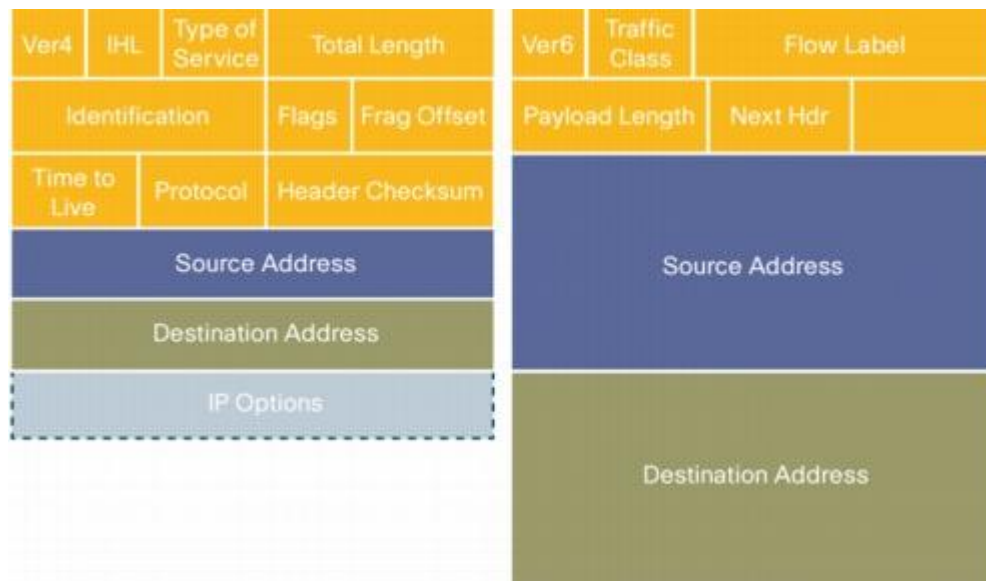 Ver4 IHL Type of Service Total Length
Identification Flags Frag Offset
Time to Live Protocol Header Checksum
Source Address
Destination Address
IP Options
Ver6 Traffic Class Flow Label
Payload Length Next Hdr
Source Address
Destination Address